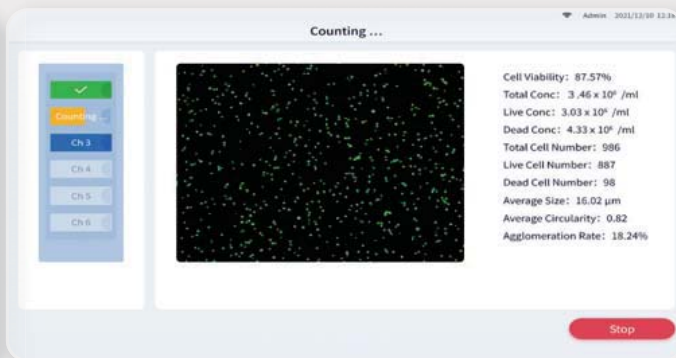 Admin 2021/12/10
Counting ...
✓
Counting ...
Ch 3
Ch 4
Ch 5
Ch 6
Cell Viability: 87.57%
Total Conc: 3 .46 x 10⁶ /ml
Live Conc: 3.03 x 10⁶ /ml
Dead Conc: 4.33 x 10⁶ /ml
Total Cell Number: 986
Live Cell Number: 887
Dead Cell Number: 98
Average Size: 16.02 μm
Average Circularity: 0.82
Agglomeration Rate: 18.24%
Stop